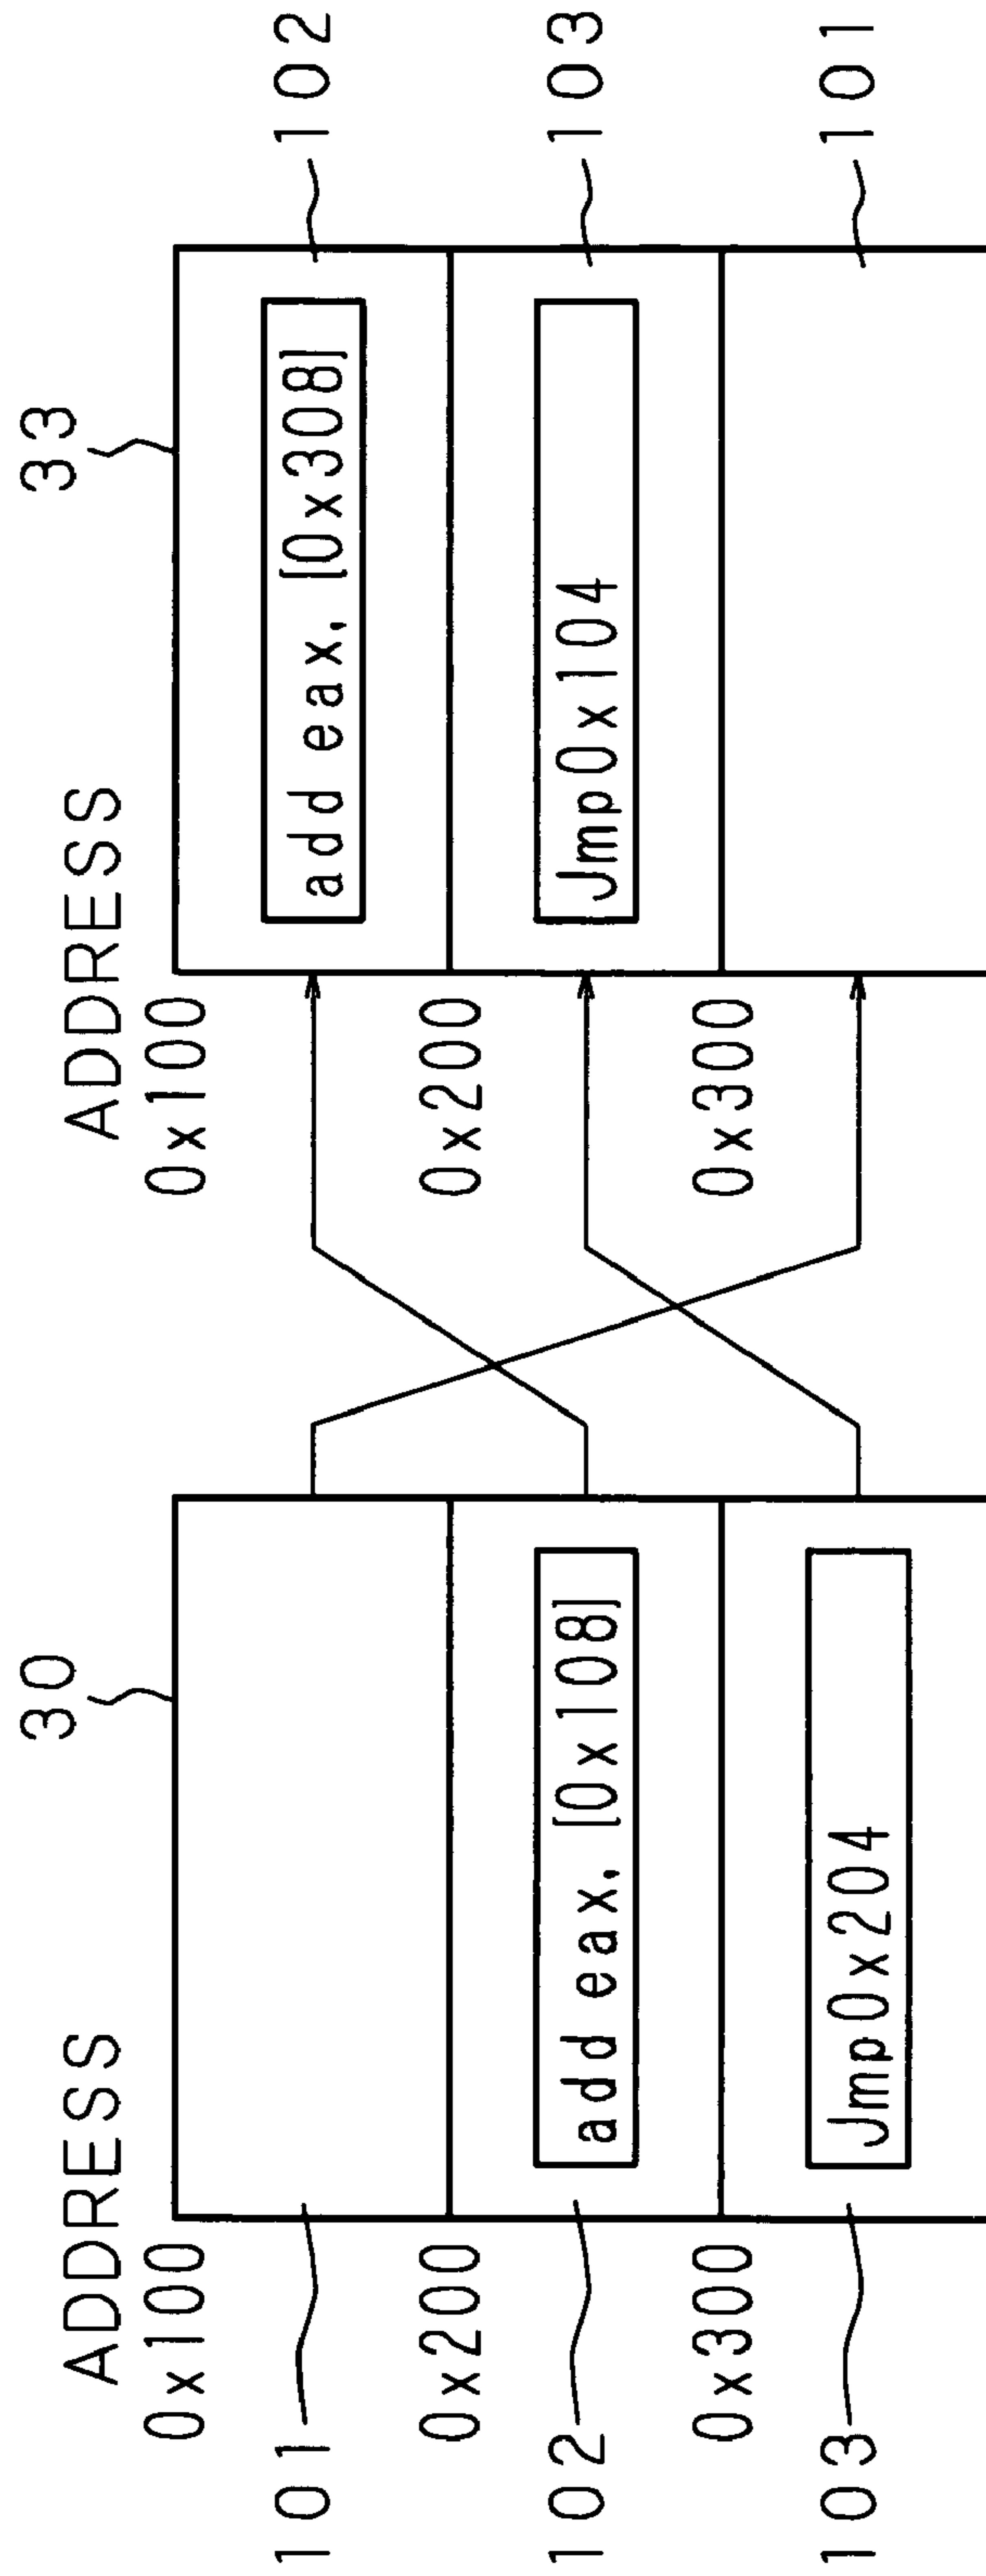 30
33
ADDRESS
ADDRESS
0x100
0x100
101
102
add eax, [0x308]
0x200
0x200
102
add eax, [0x108]
103
Jmp0x104
0x300
0x300
103
Jmp0x204
101